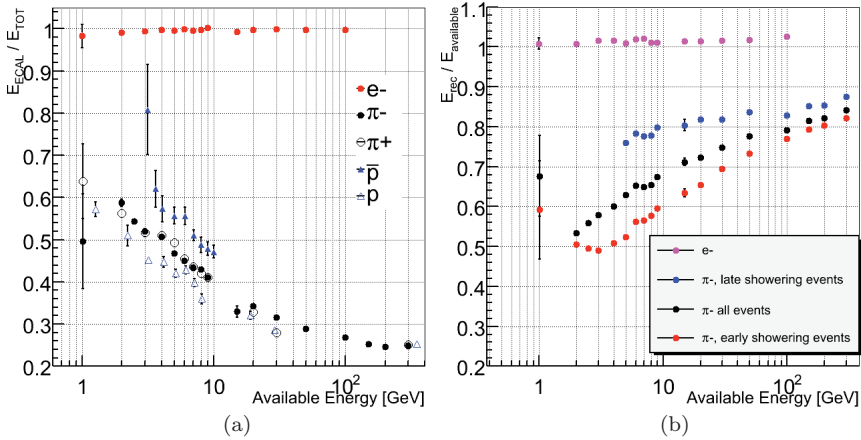 E_ECAL / E_TOT
1
0.9
0.8
0.7
0.6
0.5
0.4
0.3
0.2
e-
π-
π+
p̅
p
1
10
10²
Available Energy [GeV]
(a)
E_rec / E_available
1.1
1
0.9
0.8
0.7
0.6
0.5
0.4
0.3
0.2
e-
π-, late showering events
π- all events
π-, early showering events
1
10
10²
Available Energy [GeV]
(b)